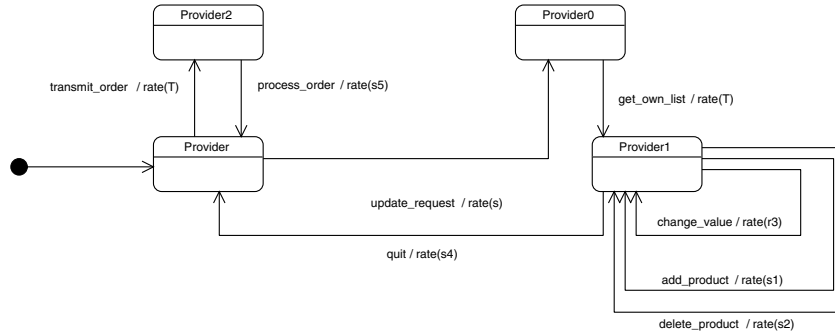 Provider2
Provider0
transmit_order / rate(T)
process_order / rate(s5)
get_own_list / rate(T)
Provider
Provider1
update_request / rate(s)
change_value / rate(r3)
quit / rate(s4)
add_product / rate(s1)
delete_product / rate(s2)